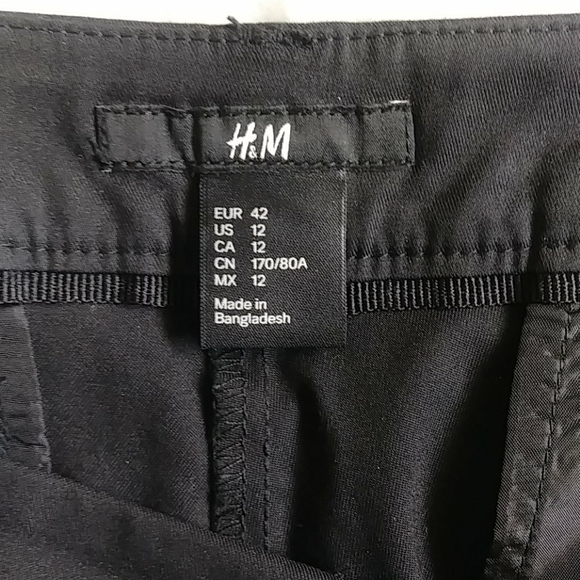 H&M
EUR 42
US 12
CA 12
CN 170/80A
MX 12
Made in
Bangladesh